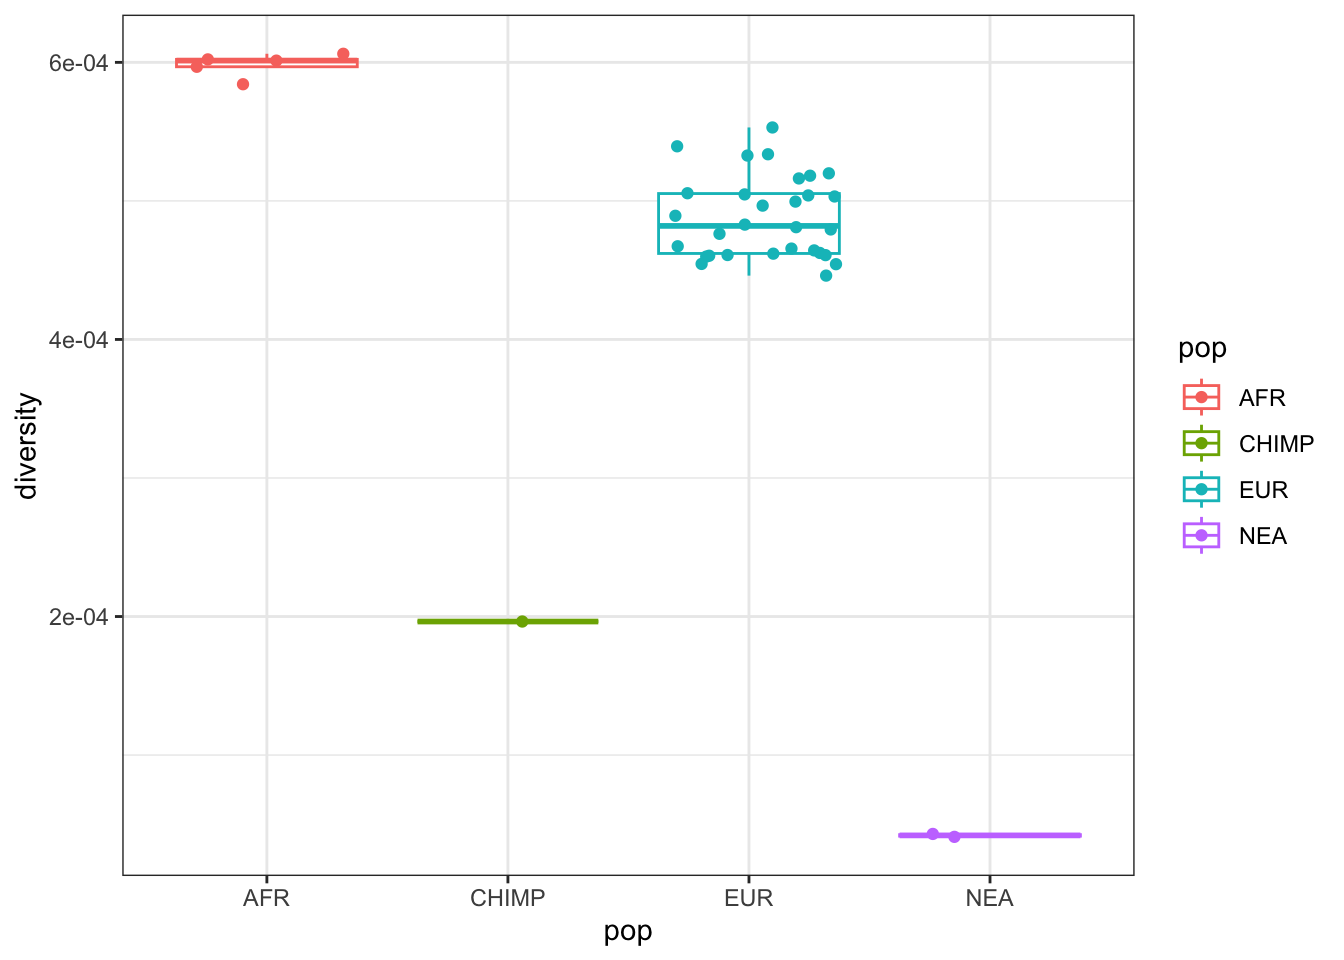 6e-04
4e-04
2e-04
diversity
AFR CHIMP EUR NEA
pop
pop
AFR
CHIMP
EUR
NEA